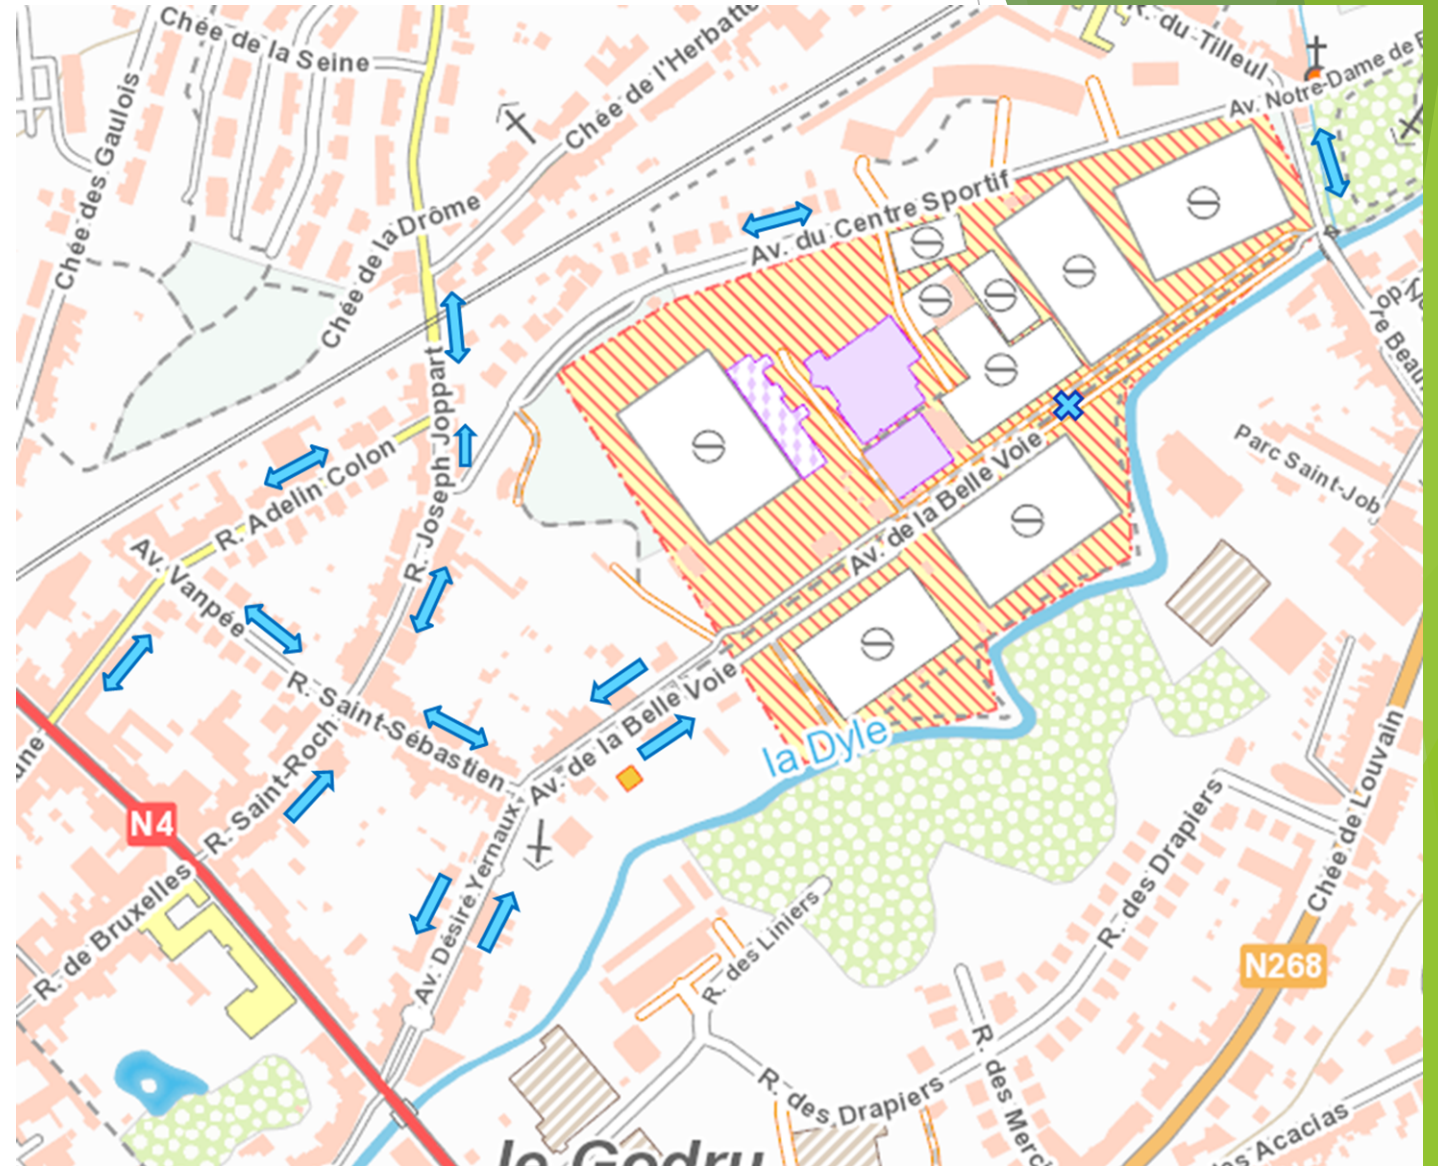 Chée de la Seine
Chée de l'Herbatte
R. du Tilleul
Av. Notre-Dame de
Chée des Gaulois
Chée de la Drôme
Av. du Centre Sportif
R. Joseph Joppart
R. Adelin Colon
Parc Saint-Job
Av. de la Belle Voie
Av. Vanpée
R. Saint-Sébastien
Av. de la Belle Voie
la Dyle
R. Saint-Roch
N4
R. de Bruxelles
Av. Désiré Yernaux
R. des Drapiers
Chée de Louvain
N268
R. des Liniers
R. des Drapiers
R. des Merci
Acacias
le Godru